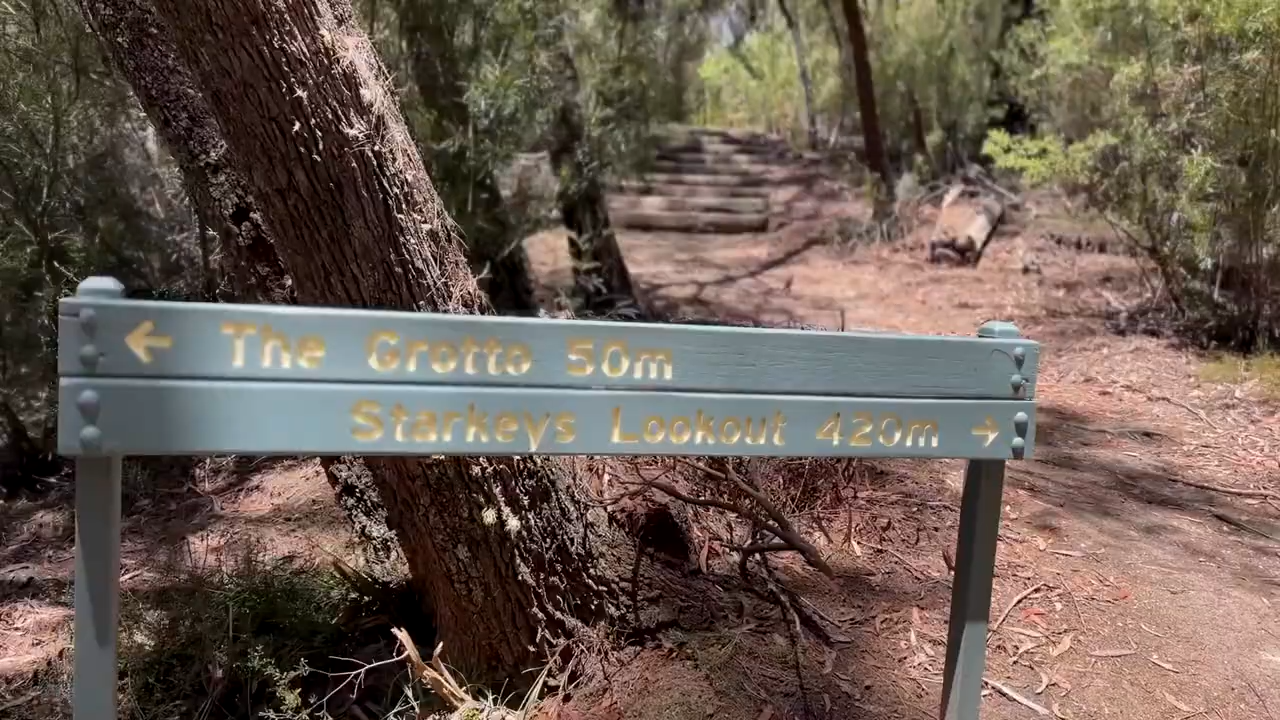 ← The Grotto 50m
Starkeys Lookout 420m →